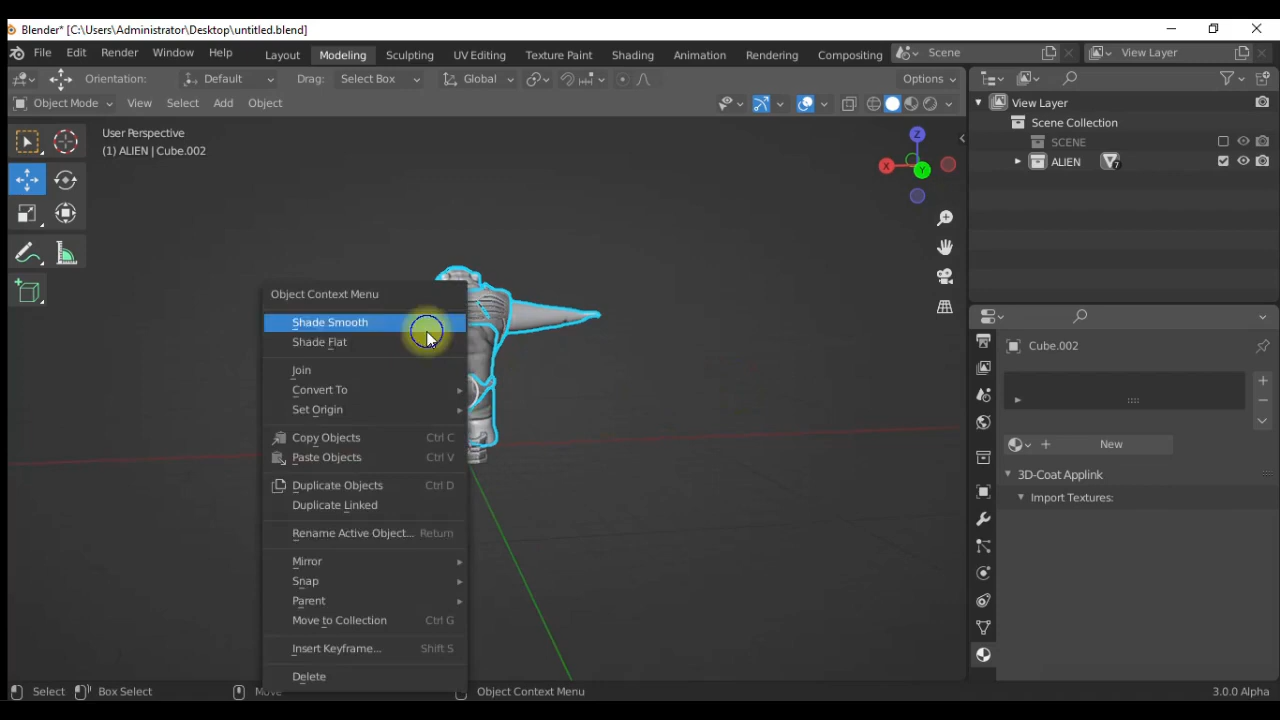 Blender* [C:\Users\Administrator\Desktop\untitled.blend]
File Edit Render Window Help Layout Modeling Sculpting UV Editing Texture Paint Shading Animation Rendering Compositing Scene View Layer
Orientation: Default Drag: Select Box Global Options
Object Mode View Select Add Object
User Perspective
(1) ALIEN | Cube.002
X
Y
Z
View Layer
Scene Collection
SCENE
ALIEN 7
Object Context Menu
Shade Smooth
Shade Flat
Join
Convert To
Set Origin
Copy Objects Ctrl C
Paste Objects Ctrl V
Duplicate Objects Ctrl D
Duplicate Linked
Rename Active Object... Return
Mirror
Snap
Parent
Move to Collection Ctrl G
Insert Keyframe... Shift S
Delete
Cube.002
New
3D-Coat Applink
Import Textures:
Select Box Select Move Object Context Menu 3.0.0 Alpha